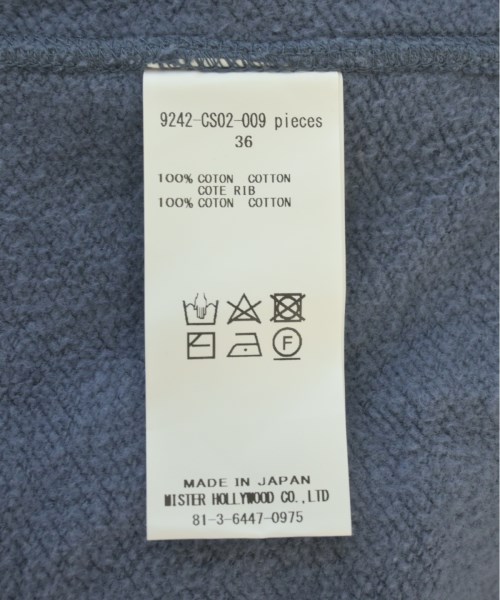 9242-CS02-009 pieces
36
100% COTON COTTON
COTE RIB
100% COTON COTTON
F
MADE IN JAPAN
MISTER HOLLYWOOD CO.,LTD
81-3-6447-0975